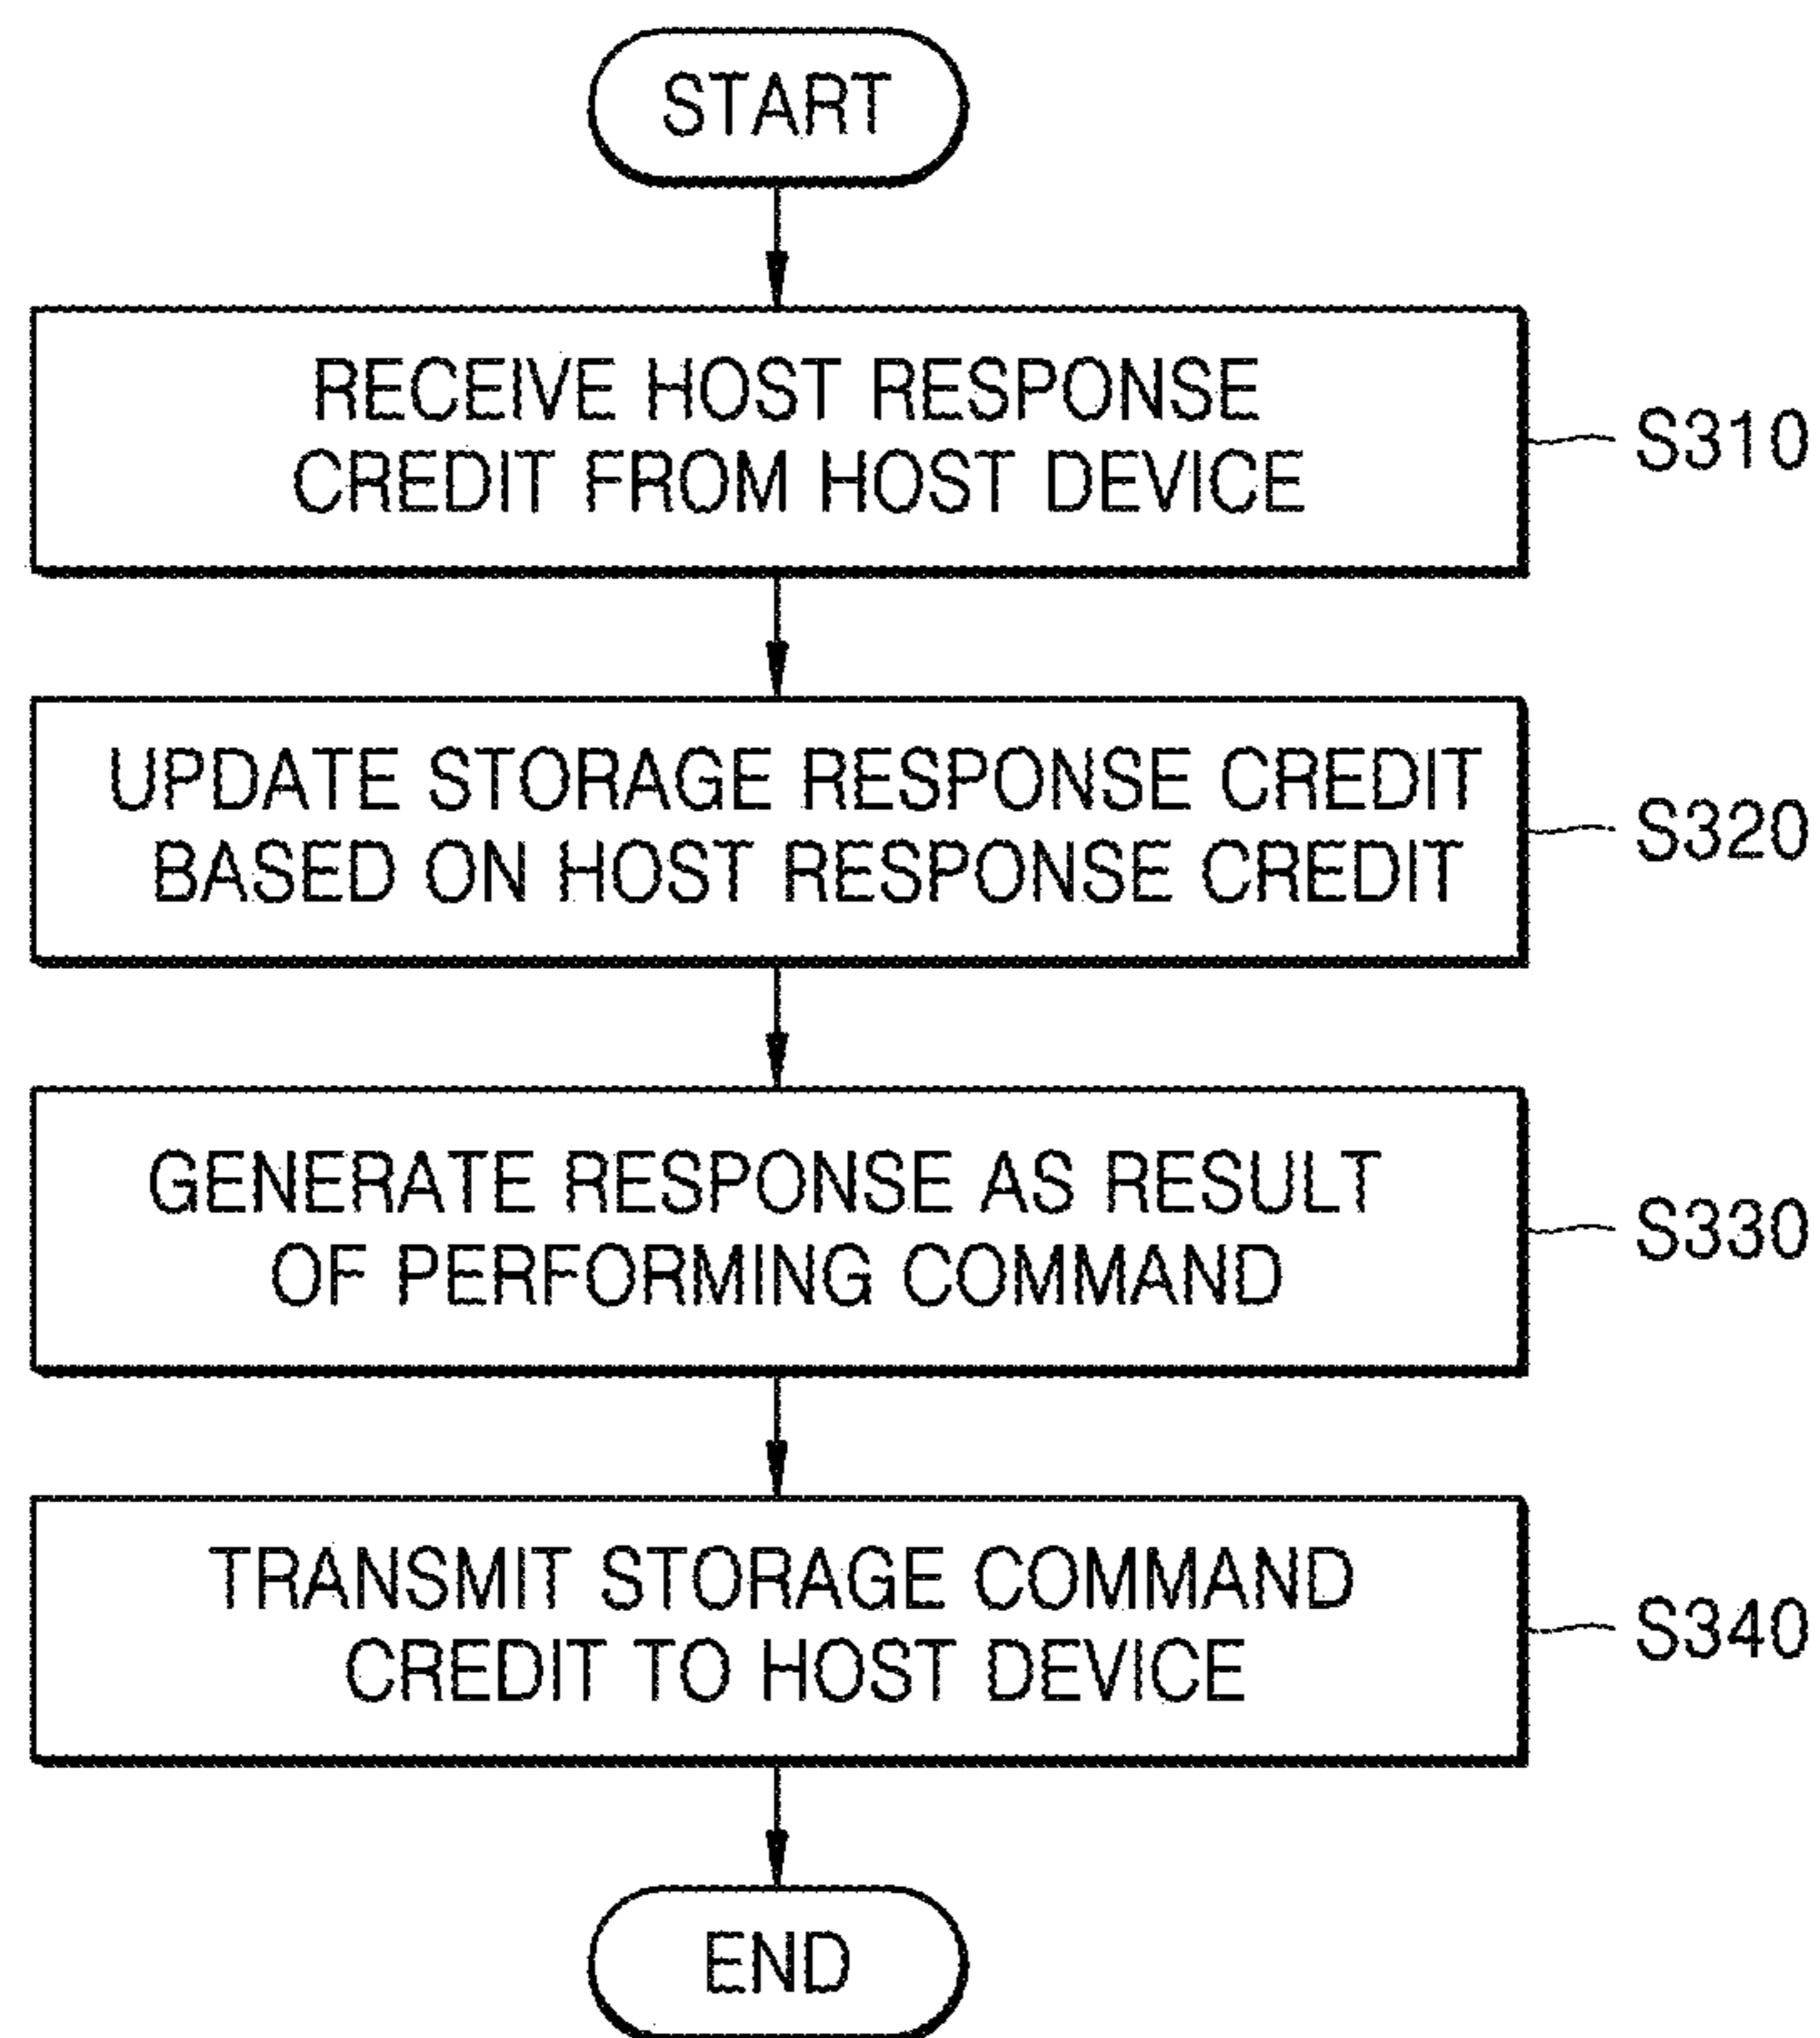 START
RECEIVE HOST RESPONSE
CREDIT FROM HOST DEVICE
S310
UPDATE STORAGE RESPONSE CREDIT
BASED ON HOST RESPONSE CREDIT
S320
GENERATE RESPONSE AS RESULT
OF PERFORMING COMMAND
S330
TRANSMIT STORAGE COMMAND
CREDIT TO HOST DEVICE
S340
END